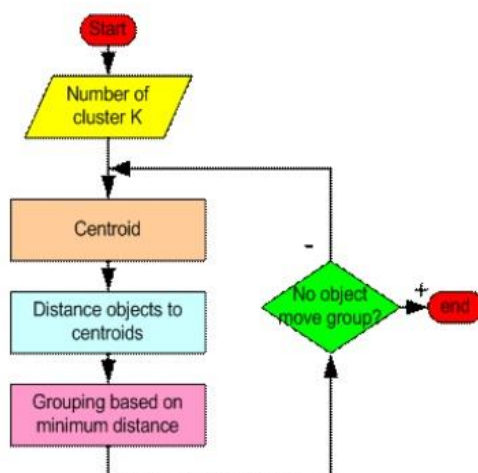 Start
Number of
cluster K
Centroid
-
No object
move group?
+
end
Distance objects to
centroids
Grouping based on
minimum distance